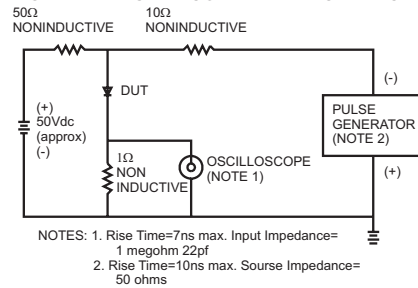 50Ω
NONINDUCTIVE
10Ω
NONINDUCTIVE
(+)
50Vdc
(approx)
(-)
DUT
1Ω
NON
INDUCTIVE
OSCILLOSCOPE
(NOTE 1)
(-)
PULSE
GENERATOR
(NOTE 2)
(+)
NOTES: 1. Rise Time=7ns max. Input Impedance=
1 megohm 22pf
2. Rise Time=10ns max. Sourse Impedance=
50 ohms